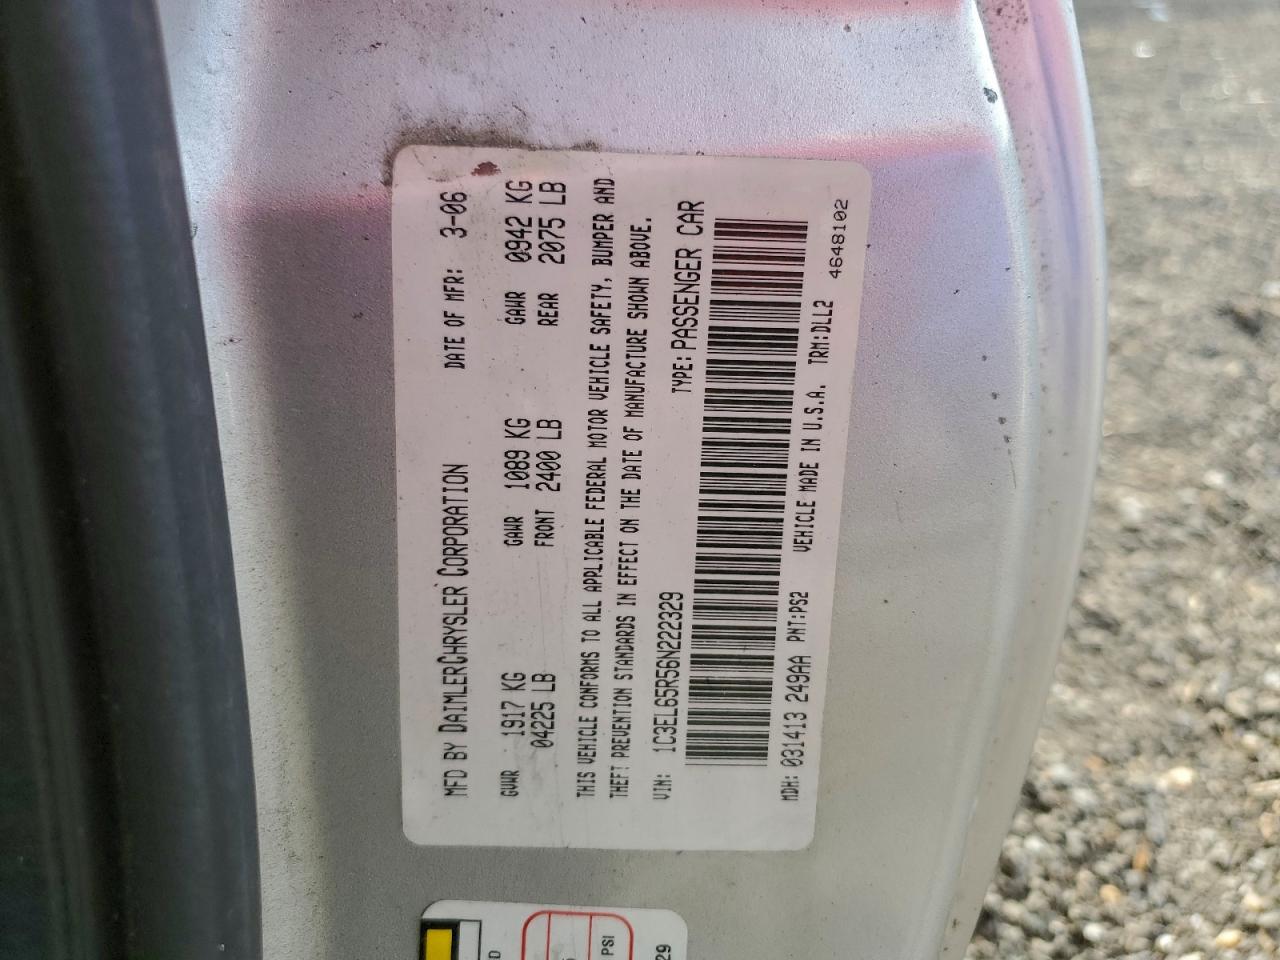 MFD BY DAIMLERCHRYSLER CORPORATION DATE OF MFR: 3-06
GVWR 1917 KG GAWR 1089 KG GAWR 0942 KG
04225 LB FRONT 2400 LB REAR 2075 LB
THIS VEHICLE CONFORMS TO ALL APPLICABLE FEDERAL MOTOR VEHICLE SAFETY, BUMPER AND
THEFT PREVENTION STANDARDS IN EFFECT ON THE DATE OF MANUFACTURE SHOWN ABOVE.
VIN: 1C3EL65R56N222329 TYPE: PASSENGER CAR
MDH: 031413 249AA PNT:PS2 VEHICLE MADE IN U.S.A. TRM:DLL2
4648102
PSI
29